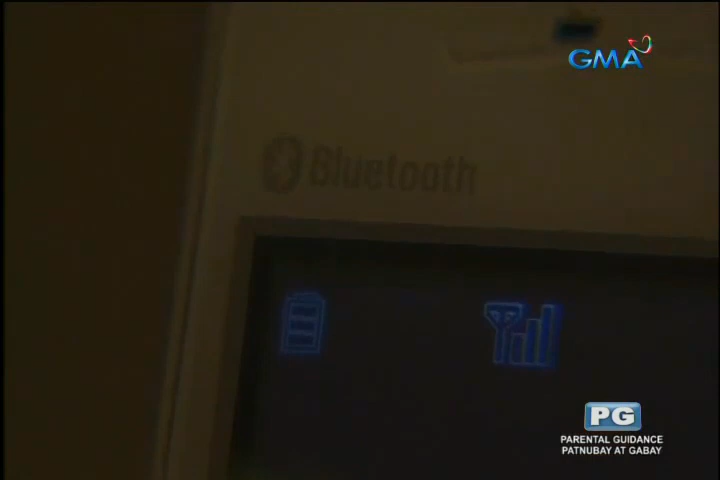 GMA
Bluetooth
PG
PARENTAL GUIDANCE
PATNUBAY AT GABAY